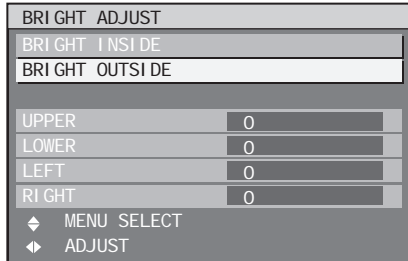 BRIGHT ADJUST
BRIGHT INSIDE
BRIGHT OUTSIDE
UPPER 0
LOWER 0
LEFT 0
RIGHT 0
MENU SELECT
ADJUST